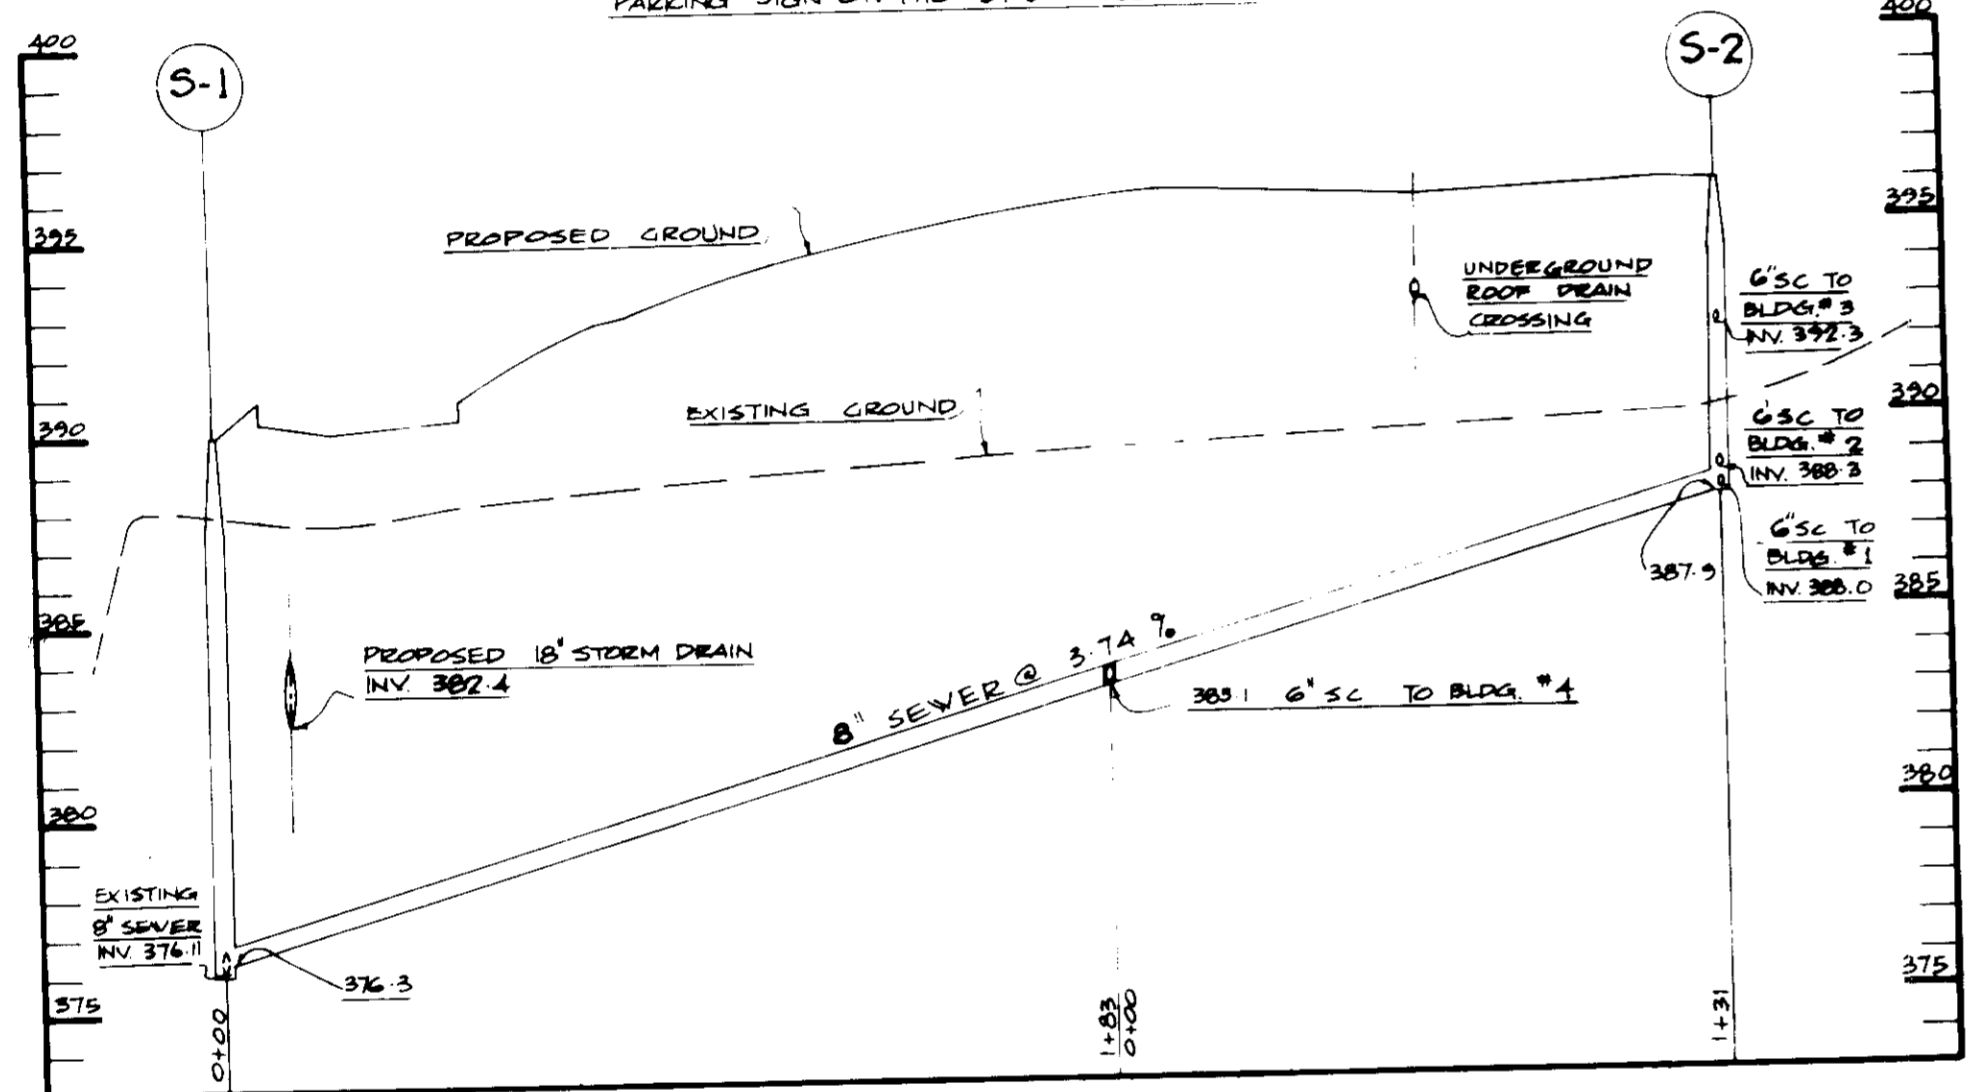 PARKING SIGN
400
400
S-1
S-2
395
395
PROPOSED GROUND
UNDERGROUND
ROOF DRAIN
CROSSING
6" SC TO
BLDG. #3
INV. 392.3
EXISTING GROUND
390
390
6" SC TO
BLDG. #2
INV. 388.3
387.9
6" SC TO
BLDG. #1
INV. 388.0
385
385
PROPOSED 18" STORM DRAIN
INV. 382.4
8" SEWER @ 3.74 %
383.1 6" SC TO BLDG. #4
380
380
EXISTING
8" SEWER
INV. 376.11
376.3
375
375
0+00
1+83
0+00
1+31